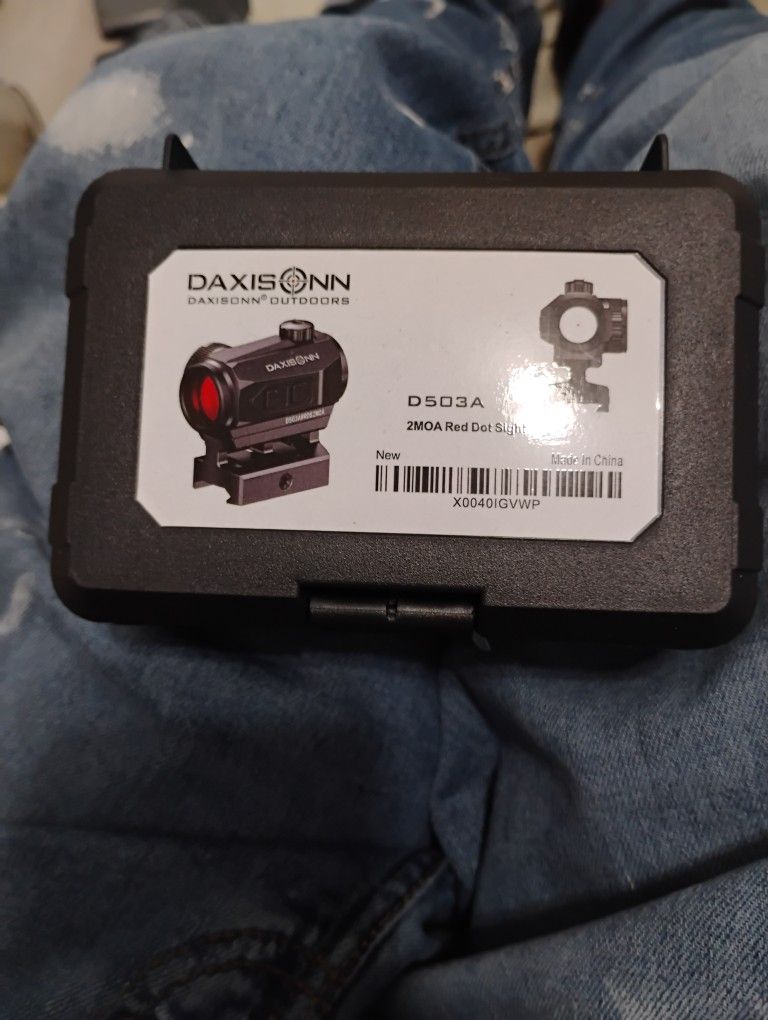 DAXISONN
DAXISONN® OUTDOORS
DAXISONN
D503A
2MOA Red Dot Sight
New
Made In China
X0040IGVWP